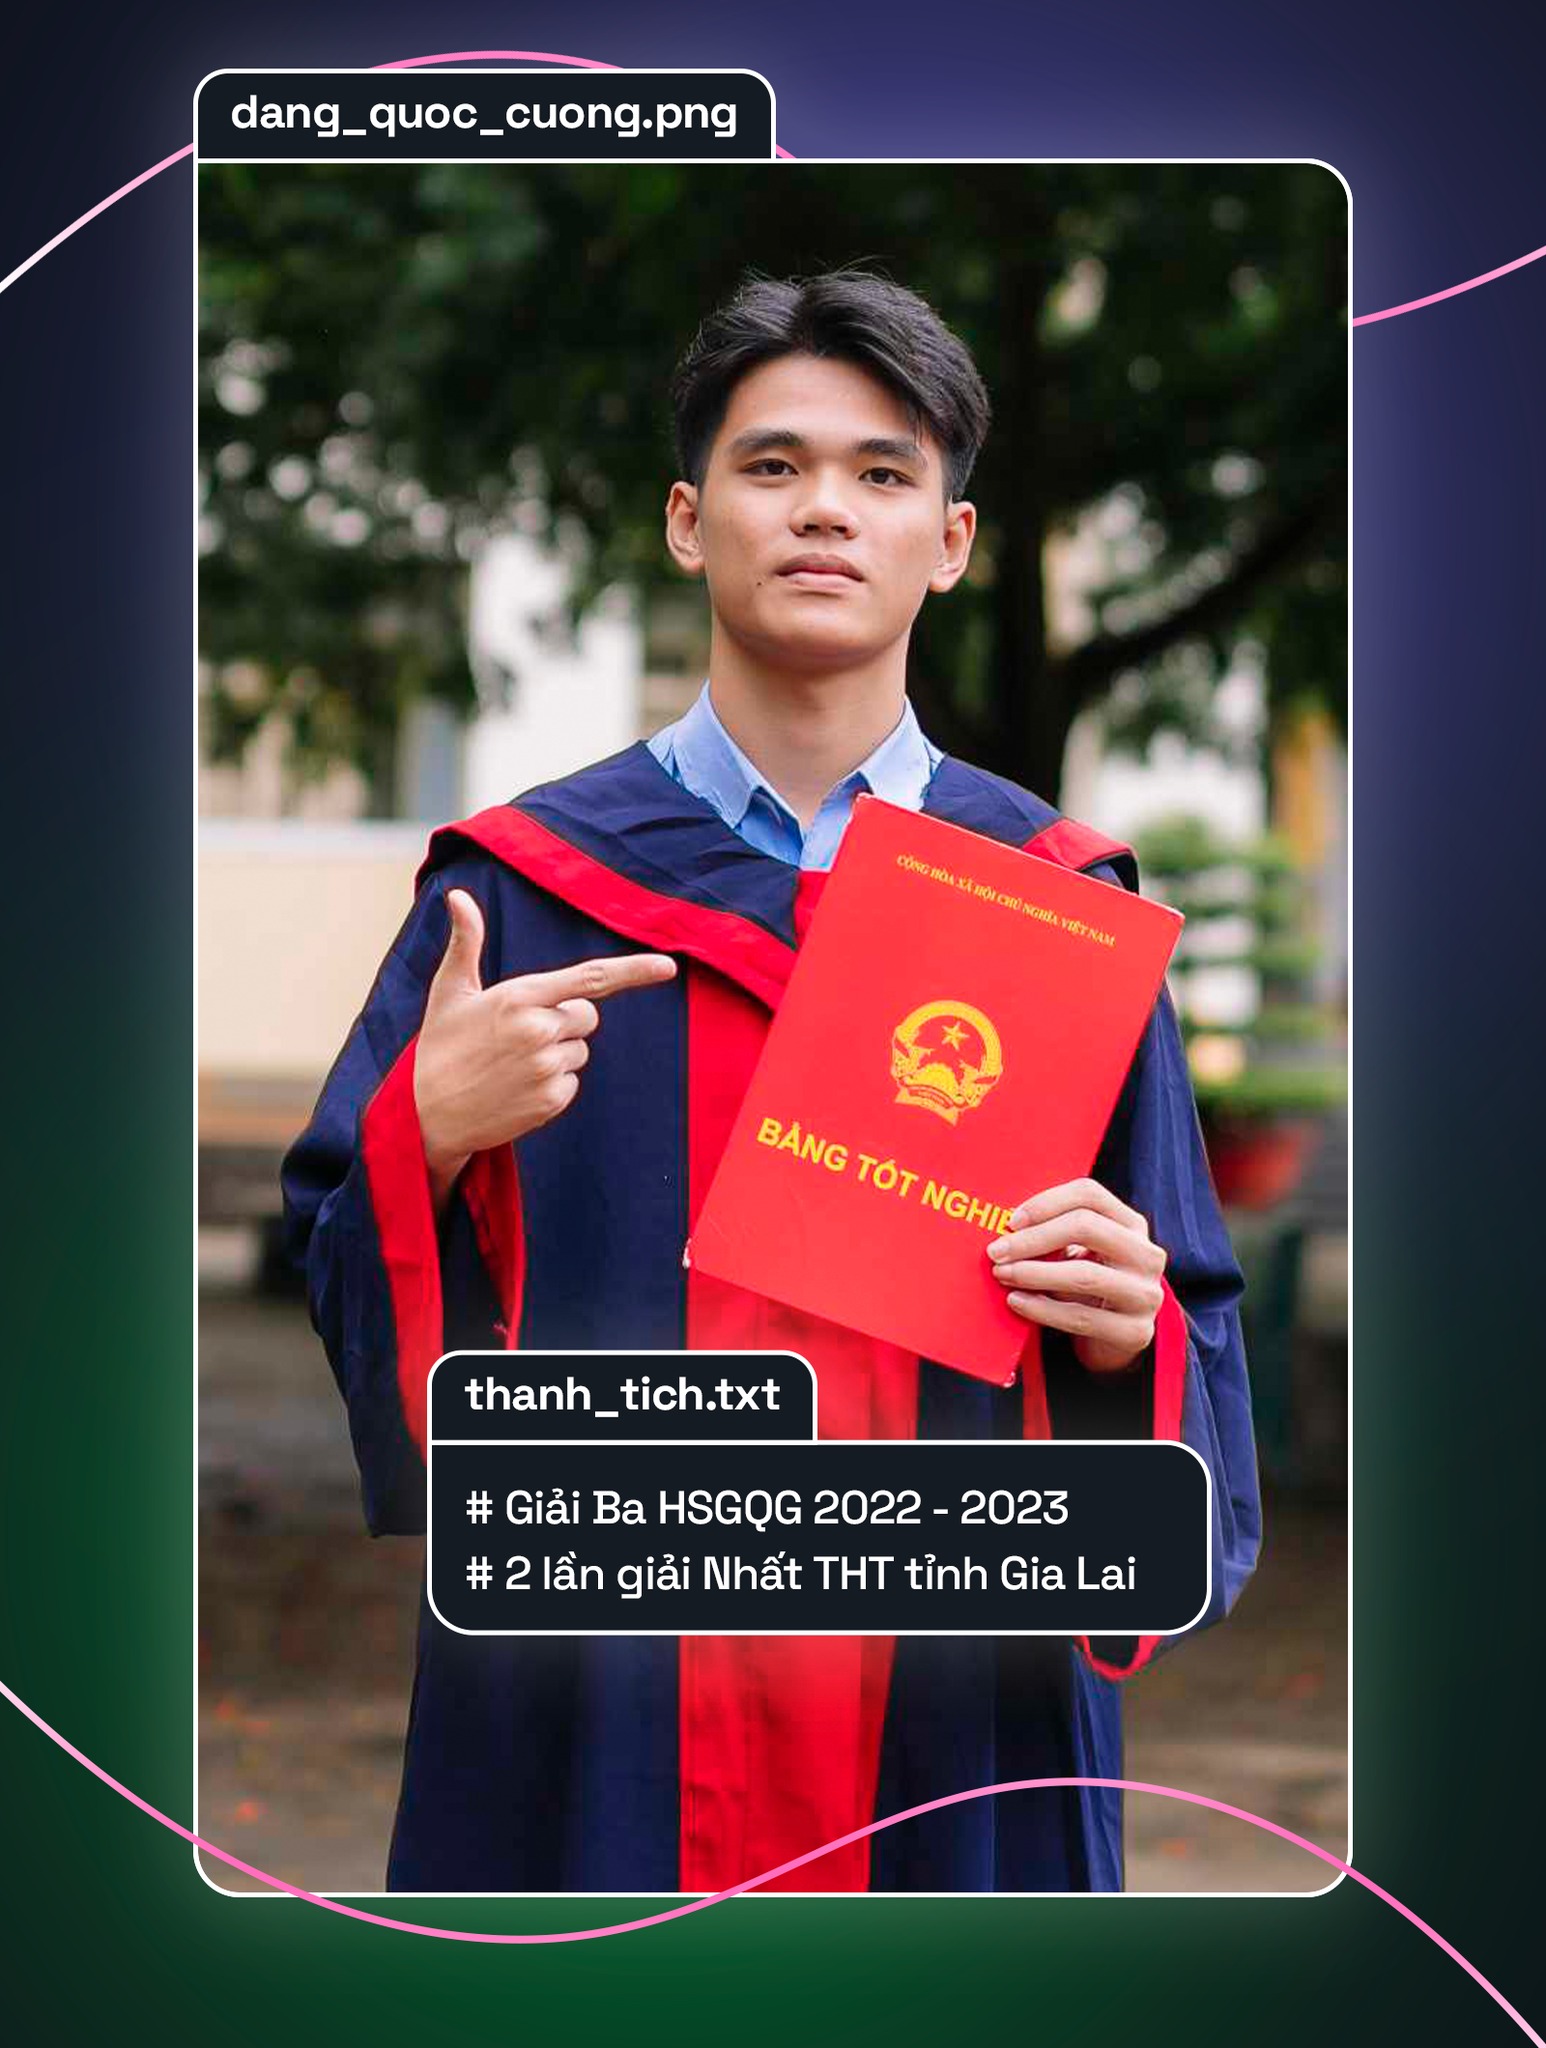 dang_quoc_cuong.png
CỘNG HÒA XÃ HỘI CHỦ NGHĨA VIỆT NAM
BẰNG TỐT NGHIỆ
thanh_tich.txt
# Giải Ba HSGQG 2022 - 2023
# 2 lần giải Nhất THT tỉnh Gia Lai